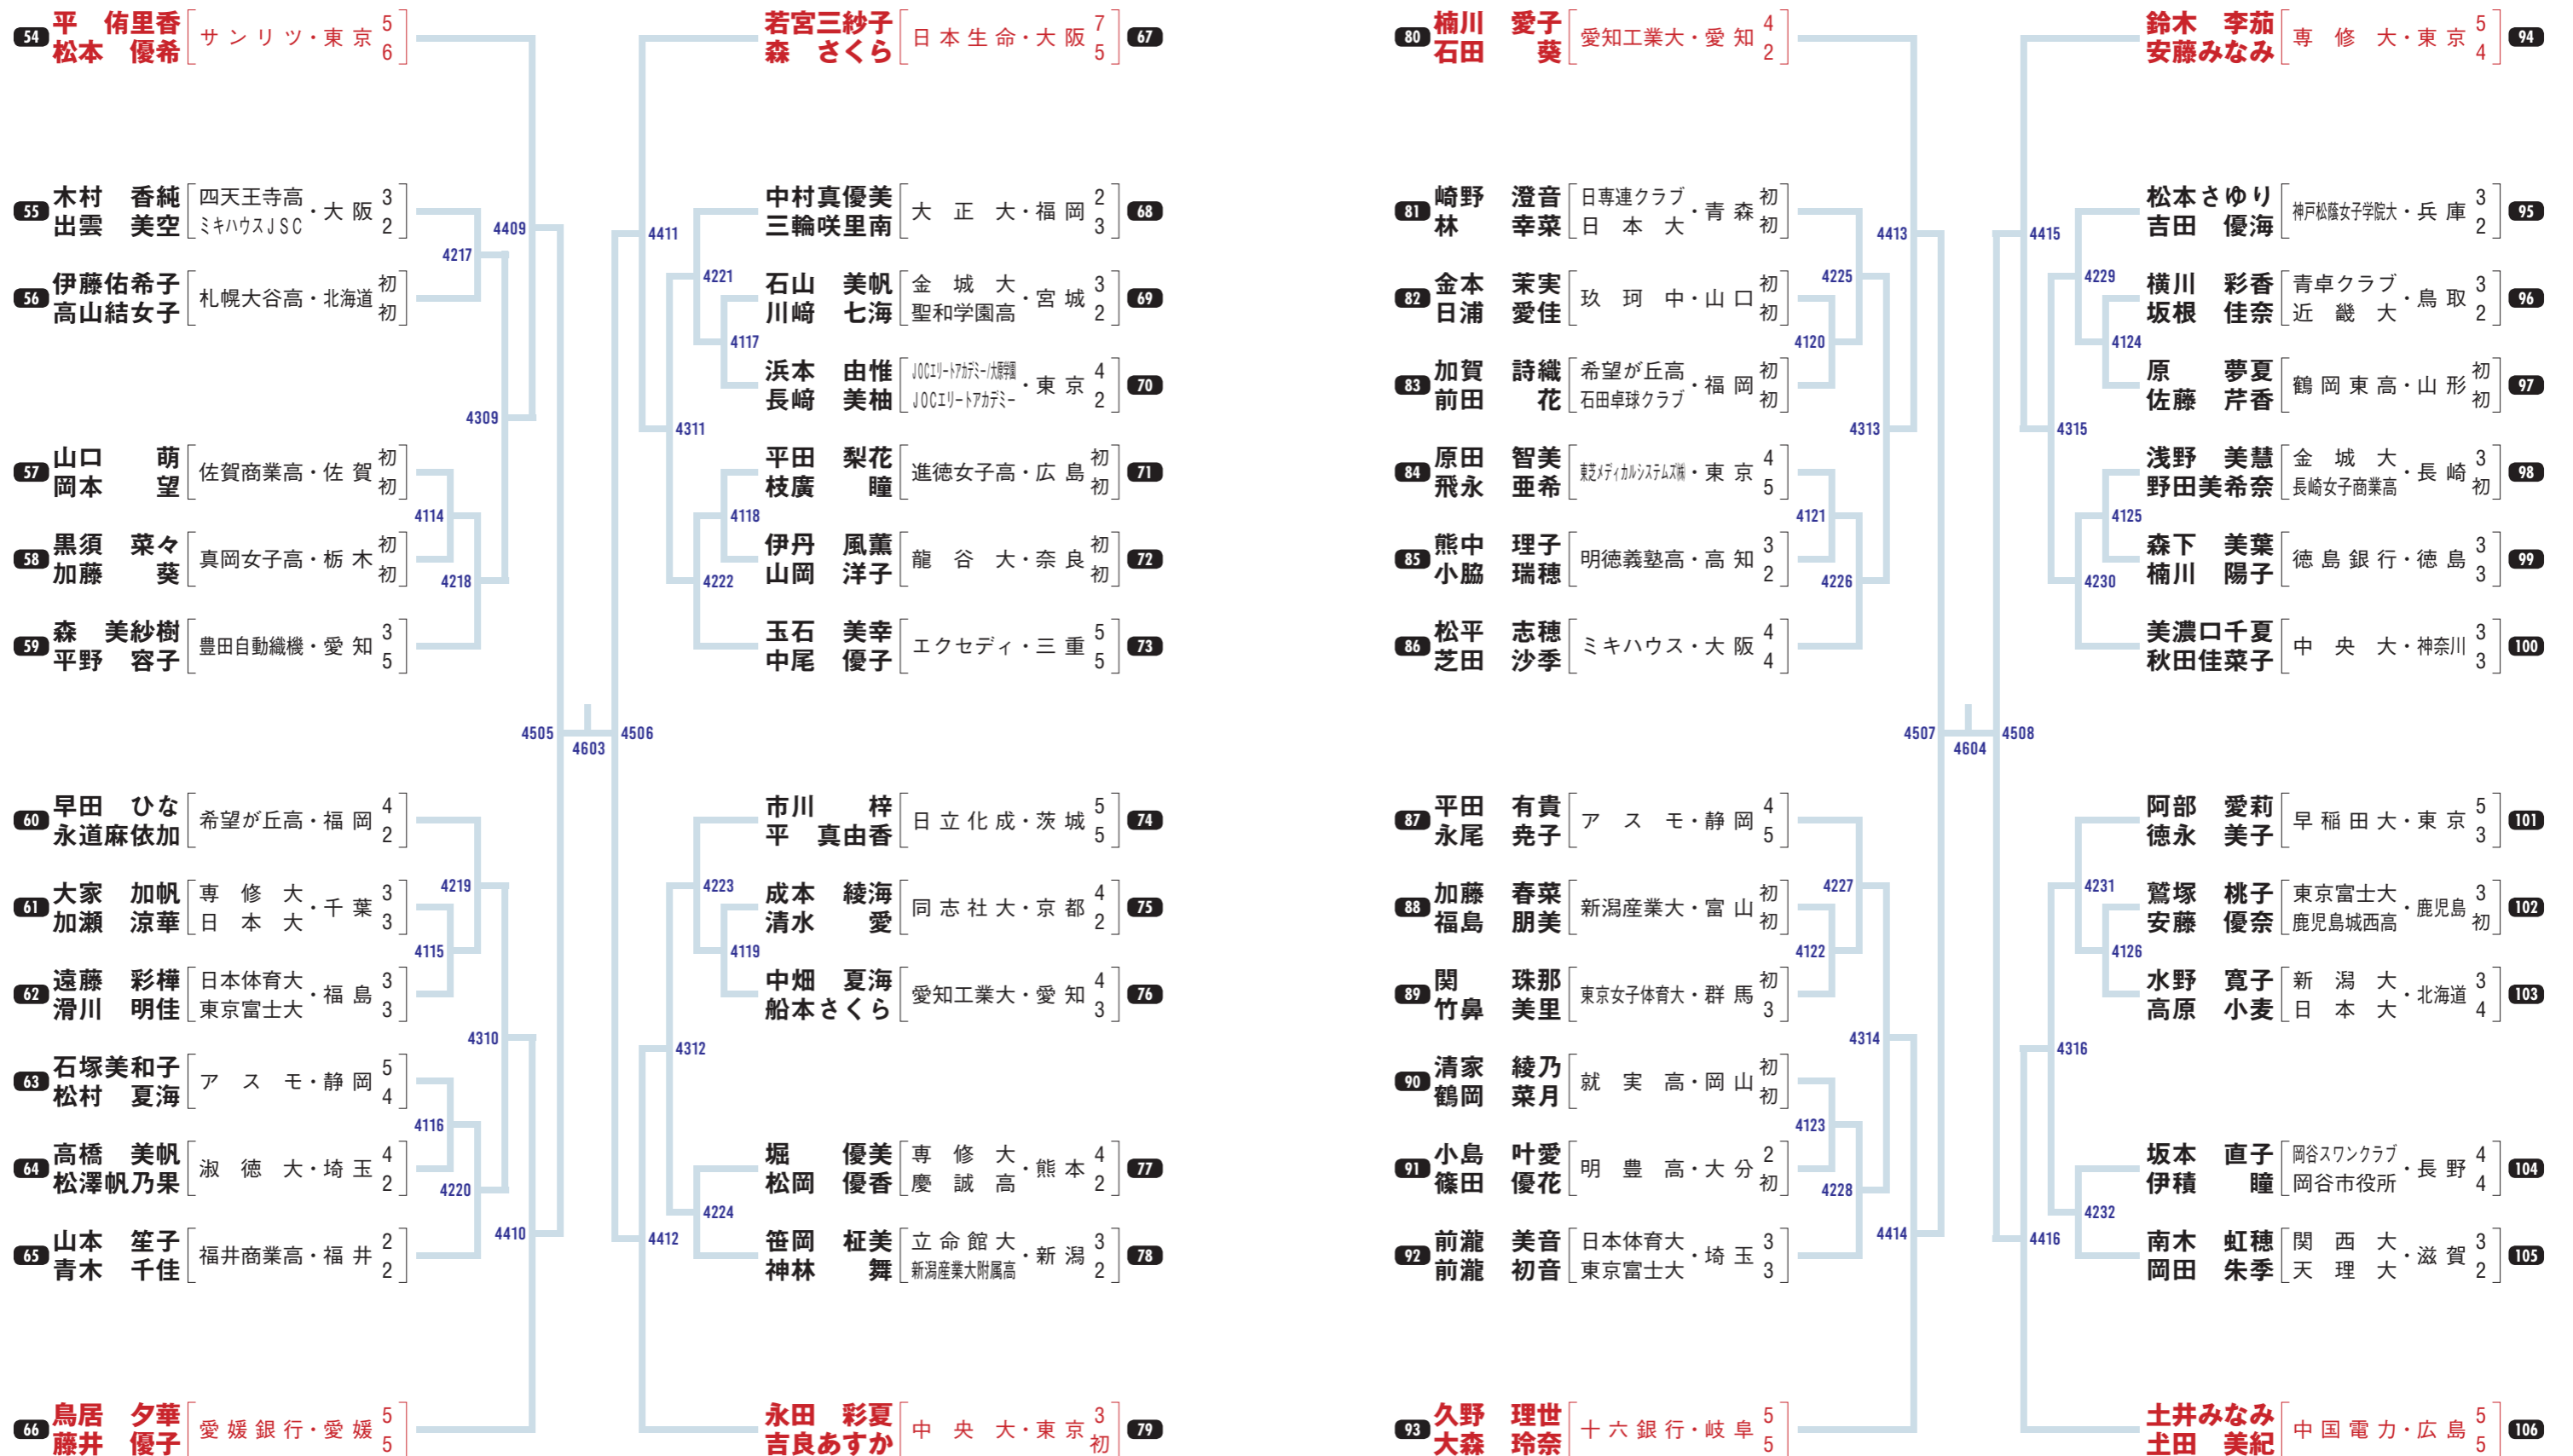 54 平 侑里香 松本 優希 サンリツ・東京 5 6
55 木村 香純 出雲 美空 四天王寺高 ミキハウスJSC ・大阪 3 2
56 伊藤佑希子 高山結女子 札幌大谷高・北海道 初 初
57 山口 萌 岡本 望 佐賀商業高・佐賀 初 初
58 黒須 菜々 加藤 葵 真岡女子高・栃木 初 初
59 森 美紗樹 平野 容子 豊田自動織機・愛知 3 5
60 早田 ひな 永道麻依加 希望が丘高・福岡 4 2
61 大家 加帆 加瀬 涼華 専修大 日本大 ・千葉 3 3
62 遠藤 彩樺 滑川 明佳 日本体育大 東京富士大 ・福島 3 3
63 石塚美和子 松村 夏海 アスモ・静岡 5 4
64 高橋 美帆 松澤帆乃果 淑徳大・埼玉 4 2
65 山本 笙子 青木 千佳 福井商業高・福井 2 2
66 鳥居 夕華 藤井 優子 愛媛銀行・愛媛 5 5
4409
4217
4309
4114
4218
4505
4603
4506
4219
4115
4310
4116
4220
4410
若宮三紗子 森 さくら 日本生命・大阪 7 5 67
中村真優美 三輪咲里南 大正大・福岡 2 3 68
石山 美帆 川﨑 七海 金城大 聖和学園高 ・宮城 3 2 69
浜本 由惟 長﨑 美柚 JOCエリートアカデミー/大原学園 JOCエリートアカデミー ・東京 4 2 70
平田 梨花 枝廣 瞳 進徳女子高・広島 初 初 71
伊丹 風薫 山岡 洋子 龍谷大・奈良 初 初 72
玉石 美幸 中尾 優子 エクセディ・三重 5 5 73
市川 梓 平 真由香 日立化成・茨城 5 5 74
成本 綾海 清水 愛 同志社大・京都 4 2 75
中畑 夏海 船本さくら 愛知工業大・愛知 4 3 76
堀 優美 松岡 優香 専修大 慶誠高 ・熊本 4 2 77
笹岡 柾美 神林 舞 立命館大 新潟産業大附属高 ・新潟 3 2 78
永田 彩夏 吉良あすか 中央大・東京 3 初 79
4411
4221
4117
4311
4118
4222
4223
4119
4312
4224
4412
80 楠川 愛子 石田 葵 愛知工業大・愛知 4 2
81 崎野 澄音 林 幸菜 日専連クラブ 日本大 ・青森 初 初
82 金本 茉実 日浦 愛佳 玖珂中・山口 初 初
83 加賀 詩織 前田 花 希望が丘高 石田卓球クラブ ・福岡 初 初
84 原田 智美 飛永 亜希 東芝メディカルシステムズ㈱・東京 4 5
85 熊中 理子 小脇 瑞穂 明徳義塾高・高知 3 2
86 松平 志穂 芝田 沙季 ミキハウス・大阪 4 4
87 平田 有貴 永尾 尭子 アスモ・静岡 4 5
88 加藤 春菜 福島 朋美 新潟産業大・富山 初 初
89 関 珠那 竹鼻 美里 東京女子体育大・群馬 初 3
90 清家 綾乃 鶴岡 菜月 就実高・岡山 初 初
91 小島 叶愛 篠田 優花 明豊高・大分 2 初
92 前瀧 美音 前瀧 初音 日本体育大 東京富士大 ・埼玉 3 3
93 久野 理世 大森 玲奈 十六銀行・岐阜 5 5
4413
4225
4120
4313
4121
4226
4507
4604
4508
4227
4122
4314
4123
4228
4414
鈴木 李茄 安藤みなみ 専修大・東京 5 4 94
松本さゆり 吉田 優海 神戸松蔭女子学院大・兵庫 3 2 95
横川 彩香 坂根 佳奈 青卓クラブ 近畿大 ・鳥取 3 2 96
原 夢夏 佐藤 芹香 鶴岡東高・山形 初 初 97
浅野 美慧 野田美希奈 金城大 長崎女子商業高 ・長崎 3 初 98
森下 美葉 楠川 陽子 徳島銀行・徳島 3 3 99
美濃口千夏 秋田佳菜子 中央大・神奈川 3 3 100
阿部 愛莉 徳永 美子 早稲田大・東京 5 3 101
鷲塚 桃子 安藤 優奈 東京富士大 鹿児島城西高 ・鹿児島 3 初 102
水野 寛子 高原 小麦 新潟大 日本大 ・北海道 3 4 103
坂本 直子 伊積 瞳 岡谷スワンクラブ 岡谷市役所 ・長野 4 4 104
南木 虹穂 岡田 朱季 関西大 天理大 ・滋賀 3 2 105
土井みなみ 土田 美紀 中国電力・広島 5 5 106
4415
4229
4124
4315
4125
4230
4231
4126
4316
4232
4416